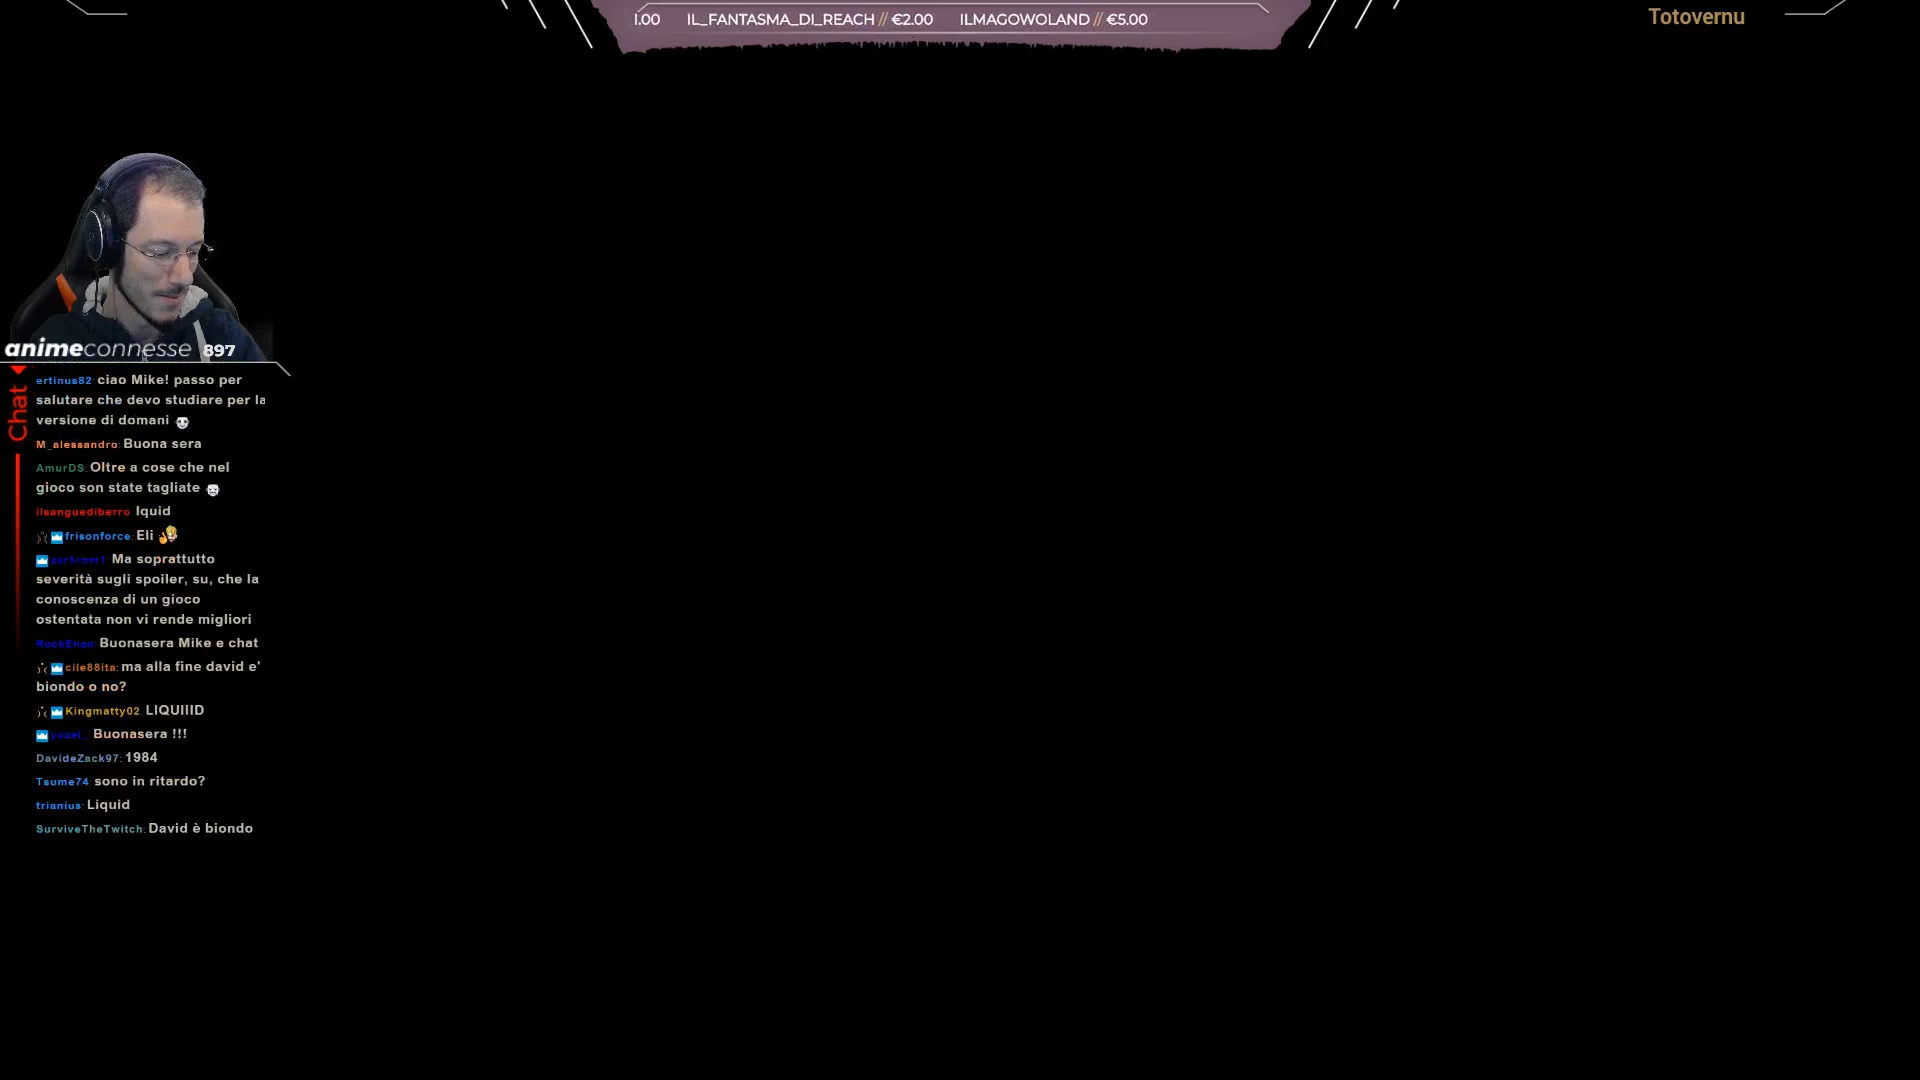 1.00 IL_FANTASMA_DI_REACH // €2.00 ILMAGOWOLAND // €5.00
Totovernu
animeconnesse 897
Chat
ertinus82: ciao Mike! passo per
salutare che devo studiare per la
versione di domani
M_alessandro: Buona sera
AmurDS: Oltre a cose che nel
gioco son state tagliate
ilsanguediberro: lquid
frisonforce: Eli
Ma soprattutto
severità sugli spoiler, su, che la
conoscenza di un gioco
ostentata non vi rende migliori
RockEnzo: Buonasera Mike e chat
cile88ita: ma alla fine david e'
biondo o no?
Kingmatty02: LIQUIIID
Buonasera !!!
DavideZack97: 1984
Tsume74: sono in ritardo?
trianius: Liquid
SurviveTheTwitch: David è biondo